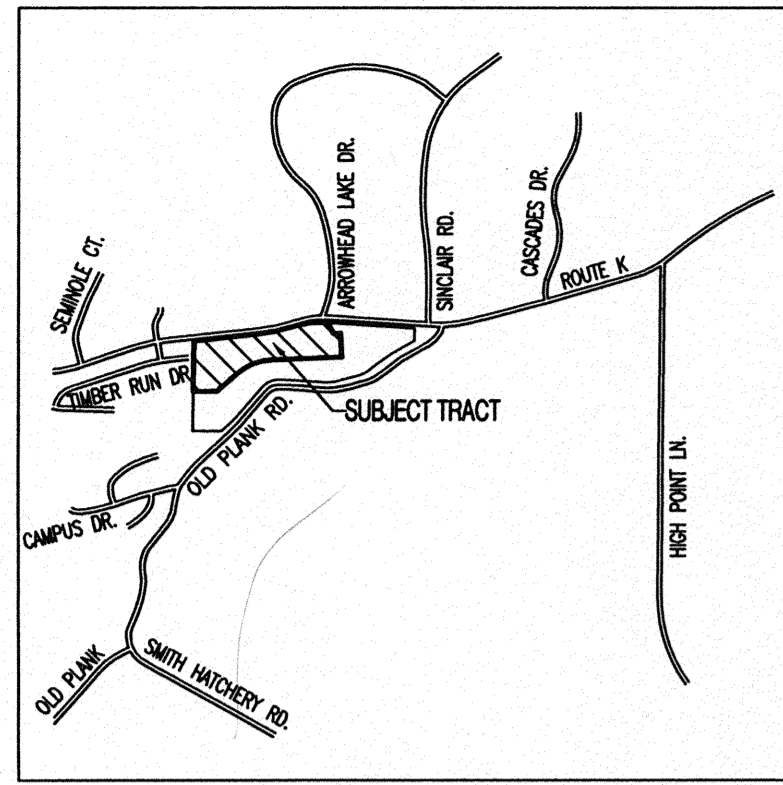 SEMINOLE CT.
ARROWHEAD LAKE DR.
SINCLAIR RD.
CASCADES DR.
ROUTE K
TIMBER RUN DR.
SUBJECT TRACT
OLD PLANK RD.
HIGH POINT LN.
CAMPUS DR.
OLD PLANK
SMITH HATCHERY RD.